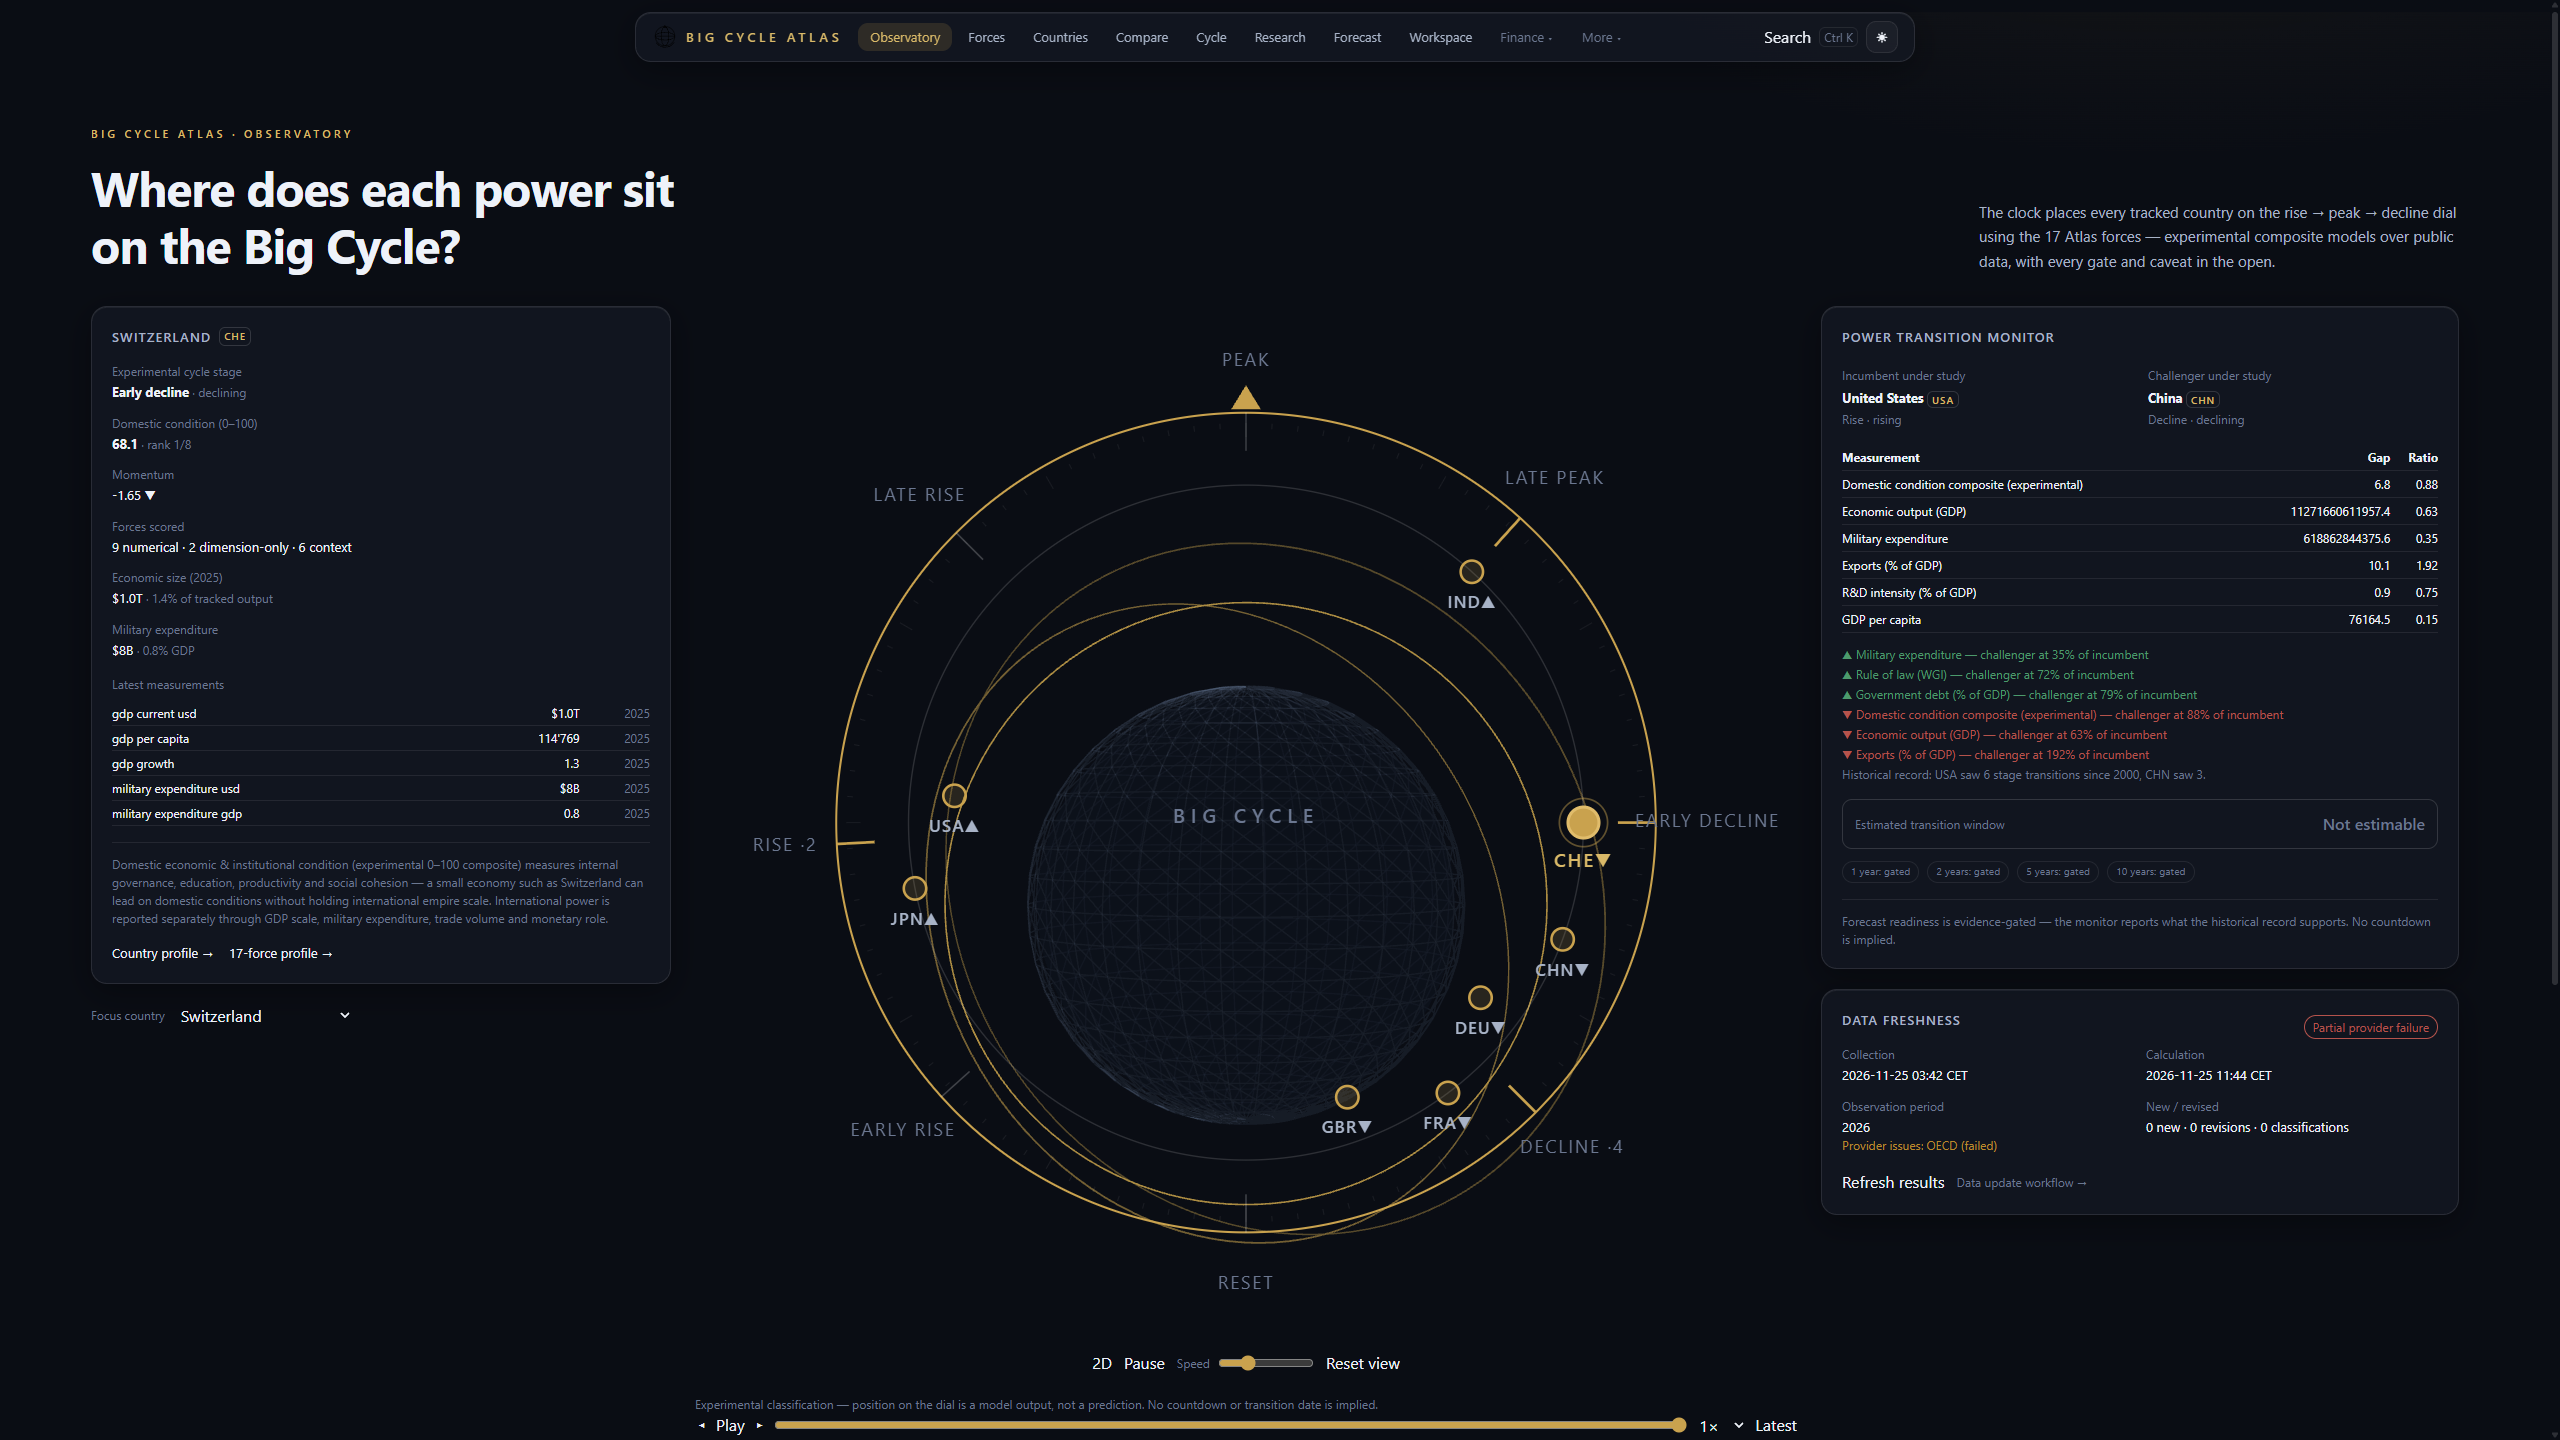 BIG CYCLE ATLAS Observatory Forces Countries Compare Cycle Research Forecast Workspace Finance · More · Search Ctrl K
BIG CYCLE ATLAS · OBSERVATORY
Where does each power sit
on the Big Cycle?
The clock places every tracked country on the rise → peak → decline dial
using the 17 Atlas forces — experimental composite models over public
data, with every gate and caveat in the open.
SWITZERLAND CHE
Experimental cycle stage
Early decline · declining
Domestic condition (0–100)
68.1 · rank 1/8
Momentum
-1.65 ▼
Forces scored
9 numerical · 2 dimension-only · 6 context
Economic size (2025)
$1.0T · 1.4% of tracked output
Military expenditure
$8B · 0.8% GDP
Latest measurements
gdp current usd $1.0T 2025
gdp per capita 114'769 2025
gdp growth 1.3 2025
military expenditure usd $8B 2025
military expenditure gdp 0.8 2025
Domestic economic & institutional condition (experimental 0–100 composite) measures internal
governance, education, productivity and social cohesion — a small economy such as Switzerland can
lead on domestic conditions without holding international empire scale. International power is
reported separately through GDP scale, military expenditure, trade volume and monetary role.
Country profile → 17-force profile →
Focus country Switzerland
PEAK
LATE RISE
LATE PEAK
IND▲
USA▲
BIG CYCLE
EARLY DECLINE
RISE ·2
CHE▼
JPN▲
CHN▼
DEU▼
GBR▼
FRA▼
EARLY RISE
DECLINE ·4
RESET
2D Pause Speed Reset view
Experimental classification — position on the dial is a model output, not a prediction. No countdown or transition date is implied.
◂ Play ▸ 1× Latest
POWER TRANSITION MONITOR
Incumbent under study Challenger under study
United States USA China CHN
Rise · rising Decline · declining
Measurement Gap Ratio
Domestic condition composite (experimental) 6.8 0.88
Economic output (GDP) 11271660611957.4 0.63
Military expenditure 618862844375.6 0.35
Exports (% of GDP) 10.1 1.92
R&D intensity (% of GDP) 0.9 0.75
GDP per capita 76164.5 0.15
▲ Military expenditure — challenger at 35% of incumbent
▲ Rule of law (WGI) — challenger at 72% of incumbent
▲ Government debt (% of GDP) — challenger at 79% of incumbent
▼ Domestic condition composite (experimental) — challenger at 88% of incumbent
▼ Economic output (GDP) — challenger at 63% of incumbent
▼ Exports (% of GDP) — challenger at 192% of incumbent
Historical record: USA saw 6 stage transitions since 2000, CHN saw 3.
Estimated transition window Not estimable
1 year: gated 2 years: gated 5 years: gated 10 years: gated
Forecast readiness is evidence-gated — the monitor reports what the historical record supports. No countdown
is implied.
DATA FRESHNESS Partial provider failure
Collection Calculation
2026-11-25 03:42 CET 2026-11-25 11:44 CET
Observation period New / revised
2026 0 new · 0 revisions · 0 classifications
Provider issues: OECD (failed)
Refresh results Data update workflow →